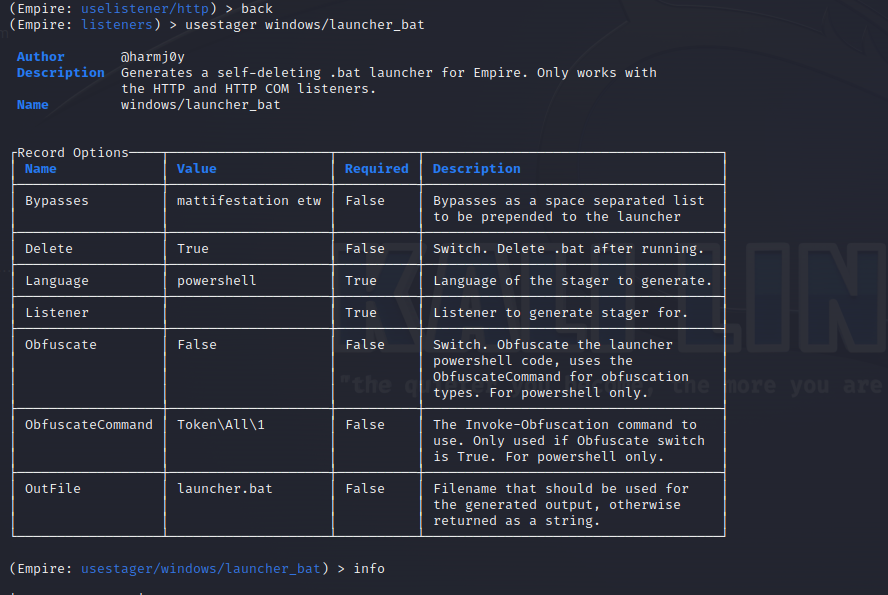 (Empire: uselistener/http) > back
(Empire: listeners) > usestager windows/launcher_bat
Author @harmj0y
Description Generates a self-deleting .bat launcher for Empire. Only works with
the HTTP and HTTP COM listeners.
Name windows/launcher_bat
Record Options
Name Value Required Description
Bypasses mattifestation etw False Bypasses as a space separated list
to be prepended to the launcher
Delete True False Switch. Delete .bat after running.
Language powershell True Language of the stager to generate.
Listener True Listener to generate stager for.
Obfuscate False False Switch. Obfuscate the launcher
powershell code, uses the
ObfuscateCommand for obfuscation
types. For powershell only.
ObfuscateCommand Token\All\1 False The Invoke-Obfuscation command to
use. Only used if Obfuscate switch
is True. For powershell only.
OutFile launcher.bat False Filename that should be used for
the generated output, otherwise
returned as a string.
(Empire: usestager/windows/launcher_bat) > info
KALI LIN
"the qu the more you are